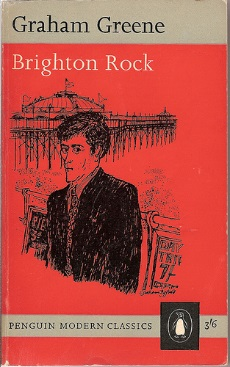 Graham Greene
Brighton Rock
PENGUIN MODERN CLASSICS
3'6